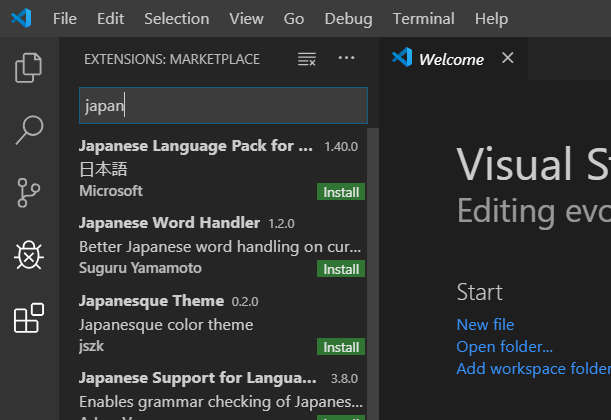 File Edit Selection View Go Debug Terminal Help
EXTENSIONS: MARKETPLACE
Welcome
japan
Japanese Language Pack for ... 1.40.0
日本語
Microsoft Install
Japanese Word Handler 1.2.0
Better Japanese word handling on cur...
Suguru Yamamoto Install
Japanesque Theme 0.2.0
Japanesque color theme
jszk Install
Japanese Support for Langua... 3.8.0
Enables grammar checking of Japanes...
Visual S
Editing evo
Start
New file
Open folder...
Add workspace folder